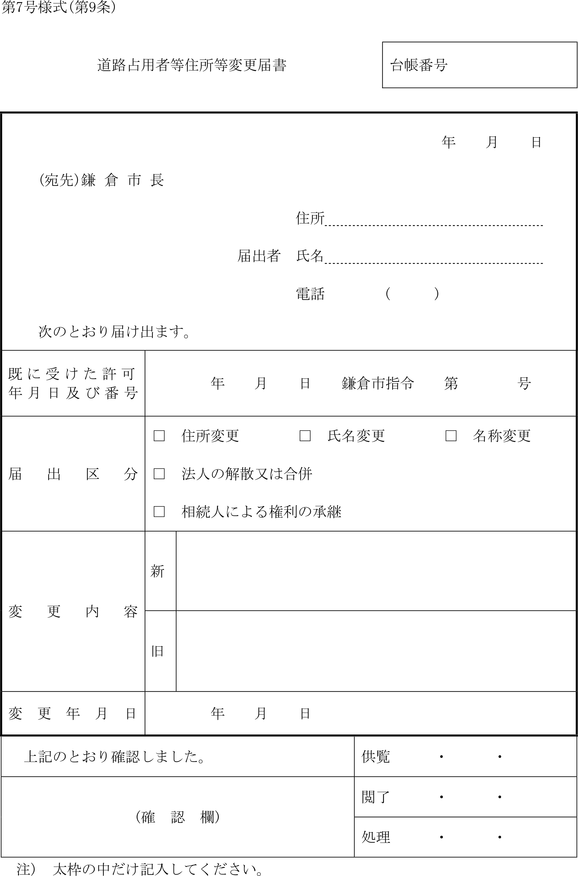 第7号様式(第9条)
道路占用者等住所等変更届書
台帳番号
年　月　日
(宛先)鎌 倉 市 長
住所
届出者　氏名
電話　　　　(　　　)
次のとおり届け出ます。
既に受けた許可
年月日及び番号
年　月　日　鎌倉市指令　第　　　号
届出区分
□　住所変更　□　氏名変更　□　名称変更
□　法人の解散又は合併
□　相続人による権利の承継
変更内容
新
旧
変更年月日
年　月　日
上記のとおり確認しました。
(確 認 欄)
供覧　・　・
閲了　・　・
処理　・　・
注)　太枠の中だけ記入してください。